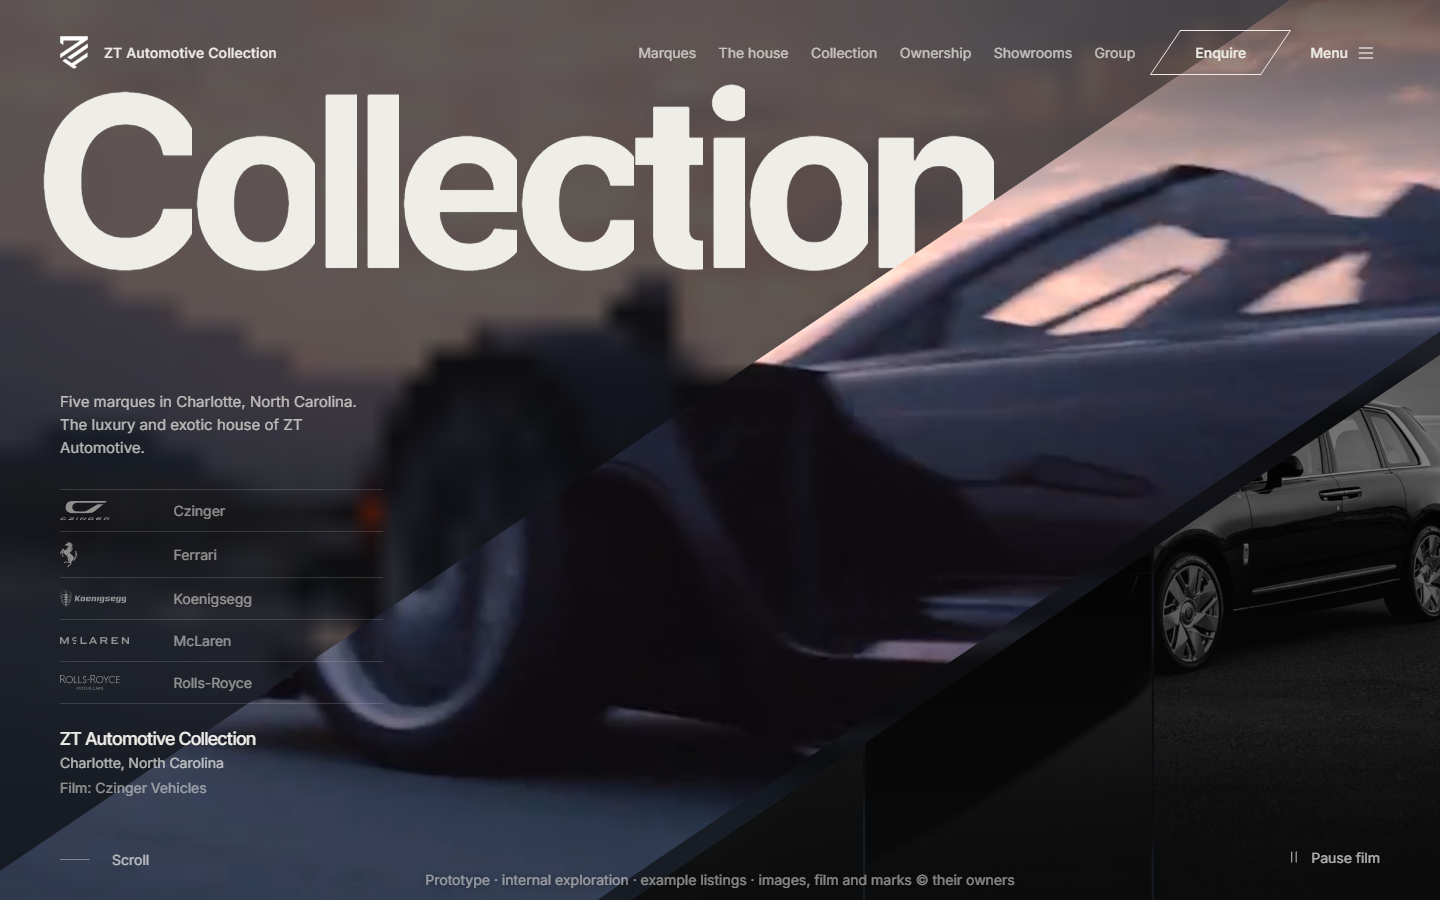 ZT Automotive Collection
Marques The house Collection Ownership Showrooms Group Enquire Menu
Collection
Five marques in Charlotte, North Carolina.
The luxury and exotic house of ZT
Automotive.
CZINGER Czinger
Ferrari
Koenigsegg Koenigsegg
McLAREN McLaren
ROLLS-ROYCE
MOTOR CARS
Rolls-Royce
ZT Automotive Collection
Charlotte, North Carolina
Film: Czinger Vehicles
Scroll
Pause film
Prototype · internal exploration · example listings · images, film and marks © their owners